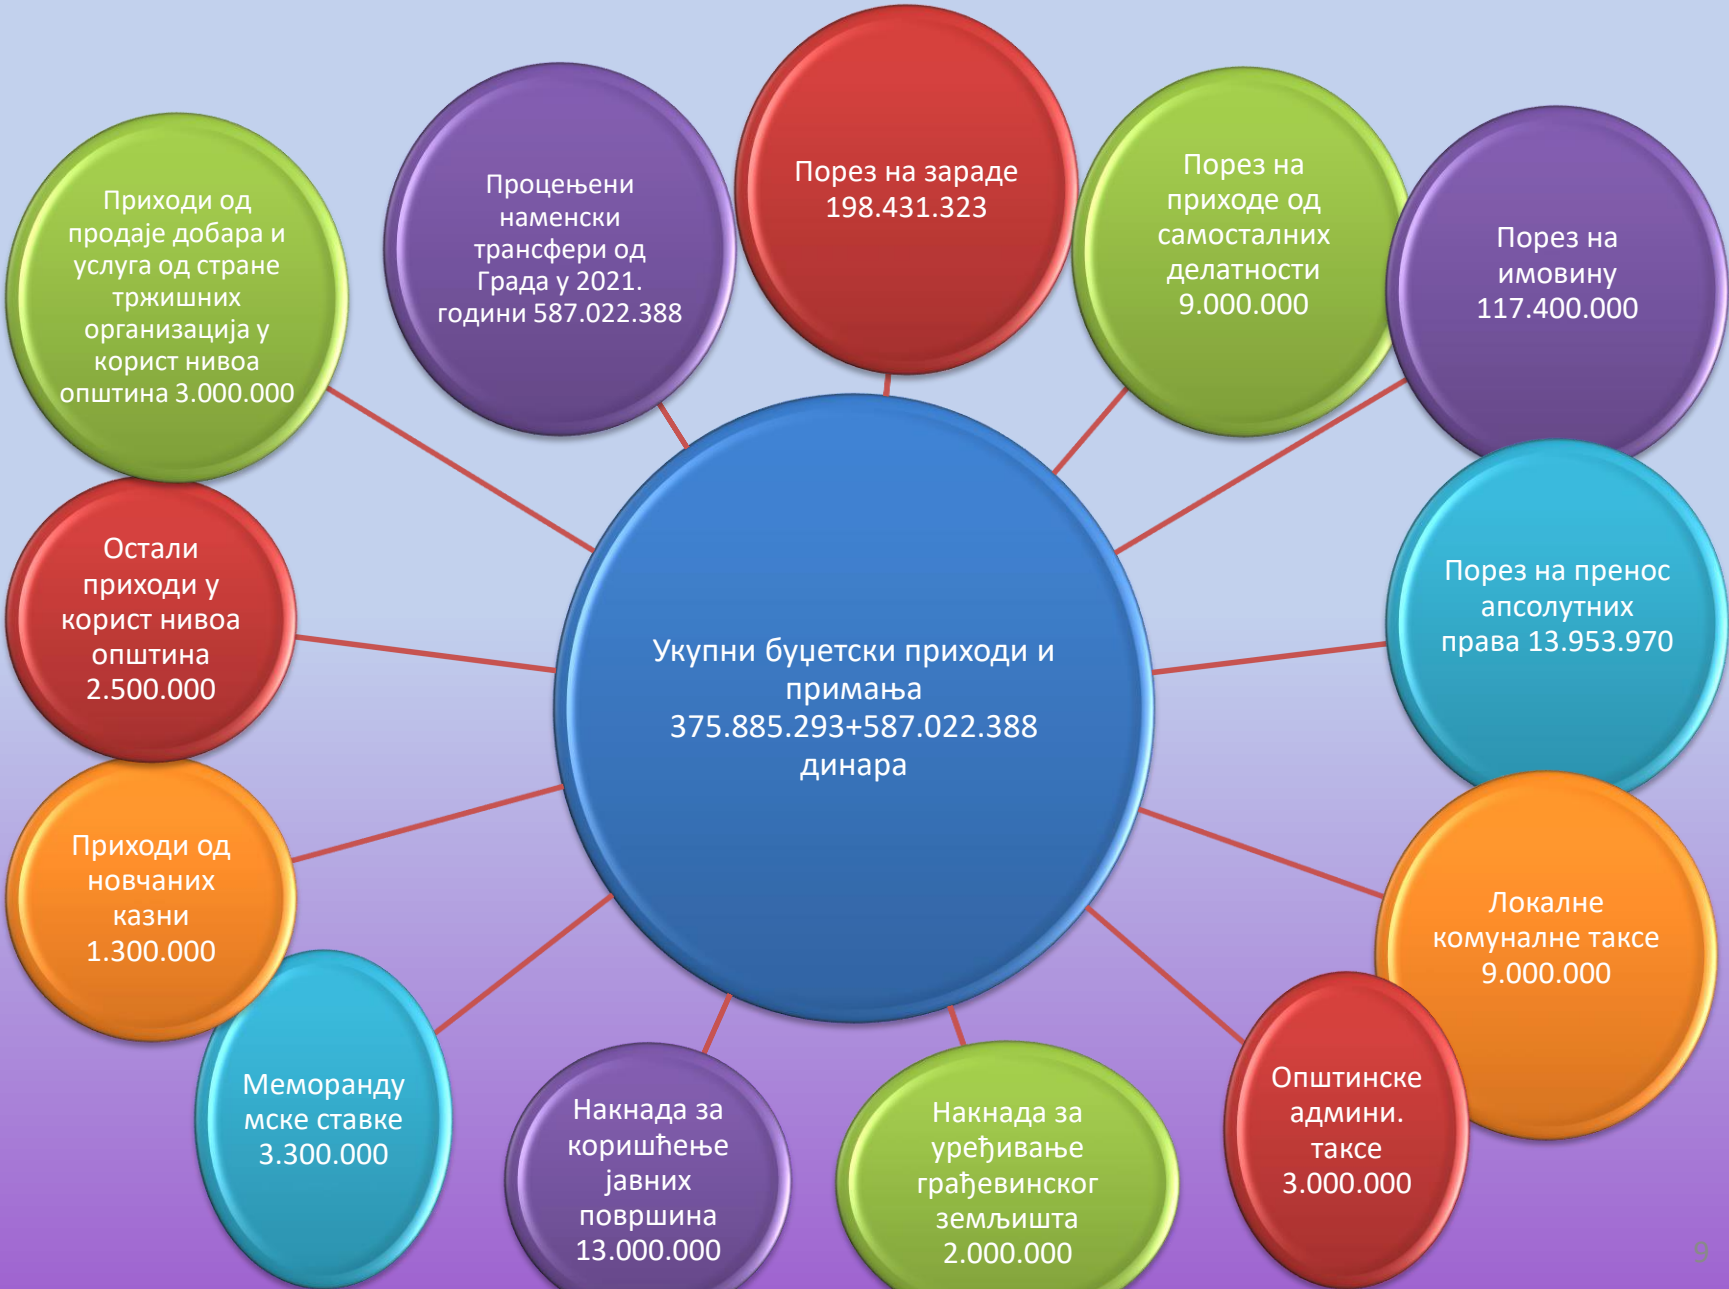 Порез на зараде
198.431.323
Порез на
приходе од
самосталних
делатности
9.000.000
Порез на
имовину
117.400.000
Порез на пренос
апсолутних
права 13.953.970
Локалне
комуналне таксе
9.000.000
Општинске
админи.
таксе
3.000.000
Накнада за
уређивање
грађевинског
земљишта
2.000.000
Накнада за
коришћење
јавних
површина
13.000.000
Меморанду
мске ставке
3.300.000
Приходи од
новчаних
казни
1.300.000
Остали
приходи у
корист нивоа
општина
2.500.000
Приходи од
продаје добара и
услуга од стране
тржишних
организација у
корист нивоа
општина 3.000.000
Процењени
наменски
трансфери од
Града у 2021.
години 587.022.388
Укупни буџетски приходи и
примања
375.885.293+587.022.388
динара
9